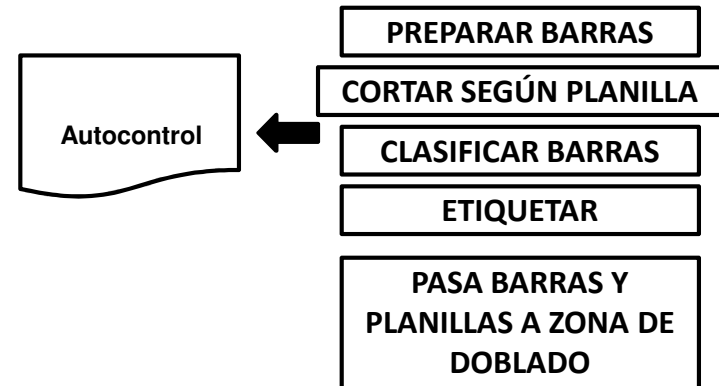 PREPARAR BARRAS
CORTAR SEGÚN PLANILLA
Autocontrol
CLASIFICAR BARRAS
ETIQUETAR
PASA BARRAS Y
PLANILLAS A ZONA DE
DOBLADO